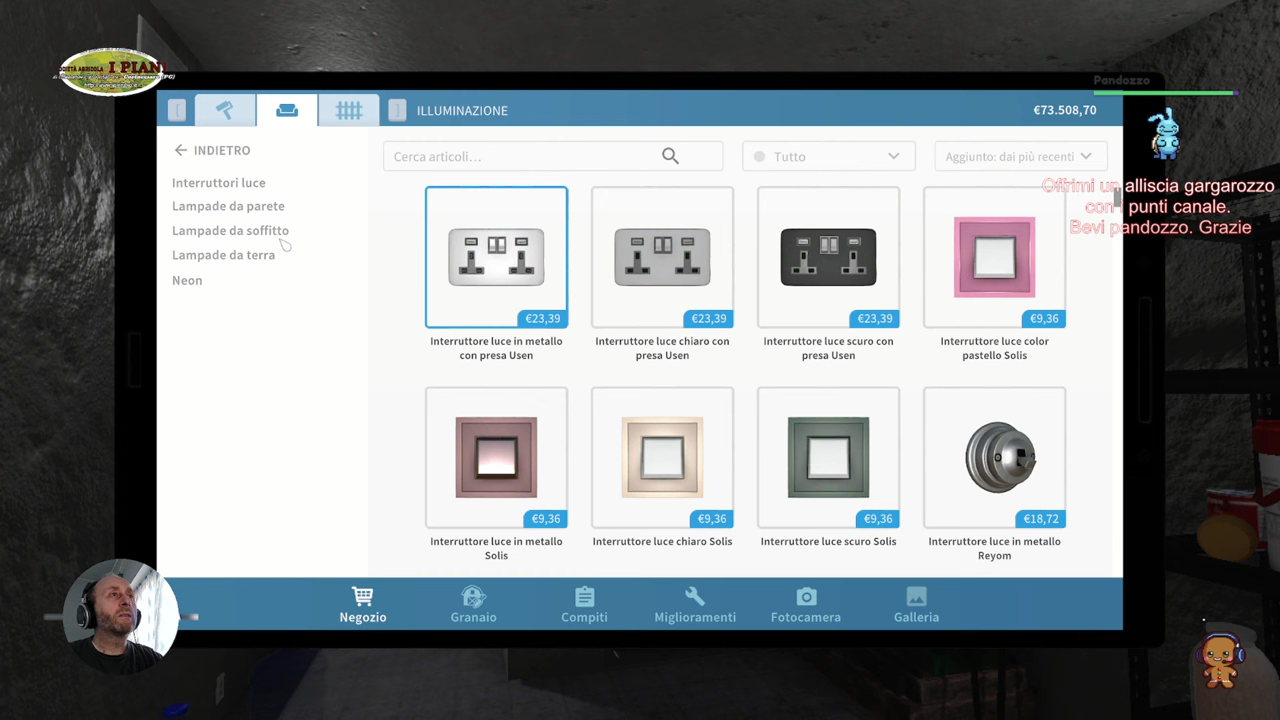 I PIANI
Pandozzo
ILLUMINAZIONE
€73.508,70
INDIETRO
Interruttori luce
Lampade da parete
Lampade da soffitto
Lampade da terra
Neon
Cerca articoli...
Tutto
Aggiunto: dai più recenti
Offrimi un alliscia gargarozzo
con i punti canale.
Bevi pandozzo. Grazie
€23,39
€23,39
€23,39
€9,36
Interruttore luce in metallo
con presa Usen
Interruttore luce chiaro con
presa Usen
Interruttore luce scuro con
presa Usen
Interruttore luce color
pastello Solis
€9,36
€9,36
€9,36
€18,72
Interruttore luce in metallo
Solis
Interruttore luce chiaro Solis
Interruttore luce scuro Solis
Interruttore luce in metallo
Reyom
Negozio
Granaio
Compiti
Miglioramenti
Fotocamera
Galleria